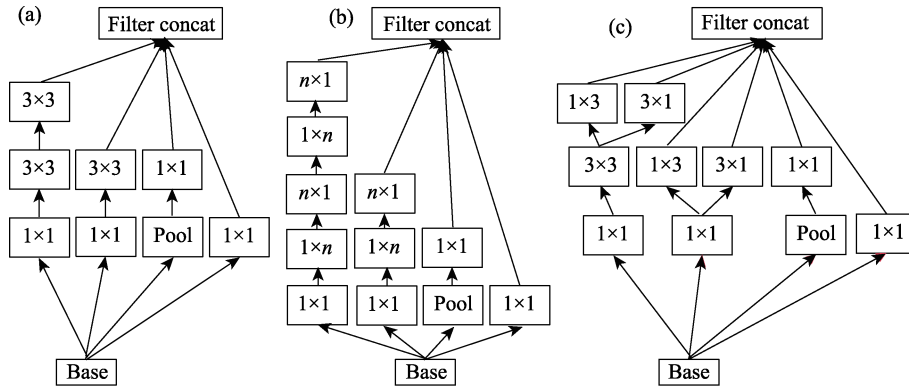 (a)
Filter concat
3×3
3×3 3×3 1×1
1×1 1×1 Pool 1×1
Base
(b)
Filter concat
n×1
1×n
n×1 n×1
1×n 1×n 1×1
1×1 1×1 Pool 1×1
Base
(c)
Filter concat
1×3 3×1
3×3 1×3 3×1 1×1
1×1 1×1 Pool 1×1
Base